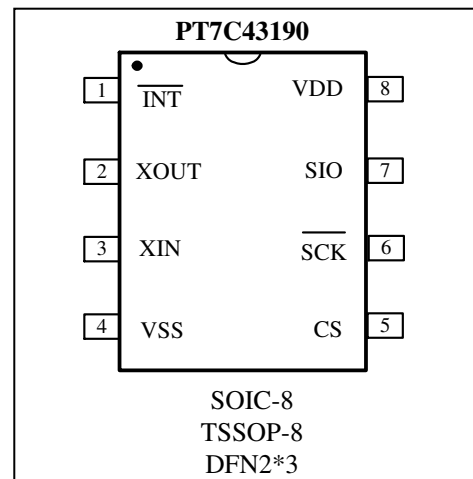 PT7C43190
1 INT VDD 8
2 XOUT SIO 7
3 XIN SCK 6
4 VSS CS 5
SOIC-8
TSSOP-8
DFN2*3